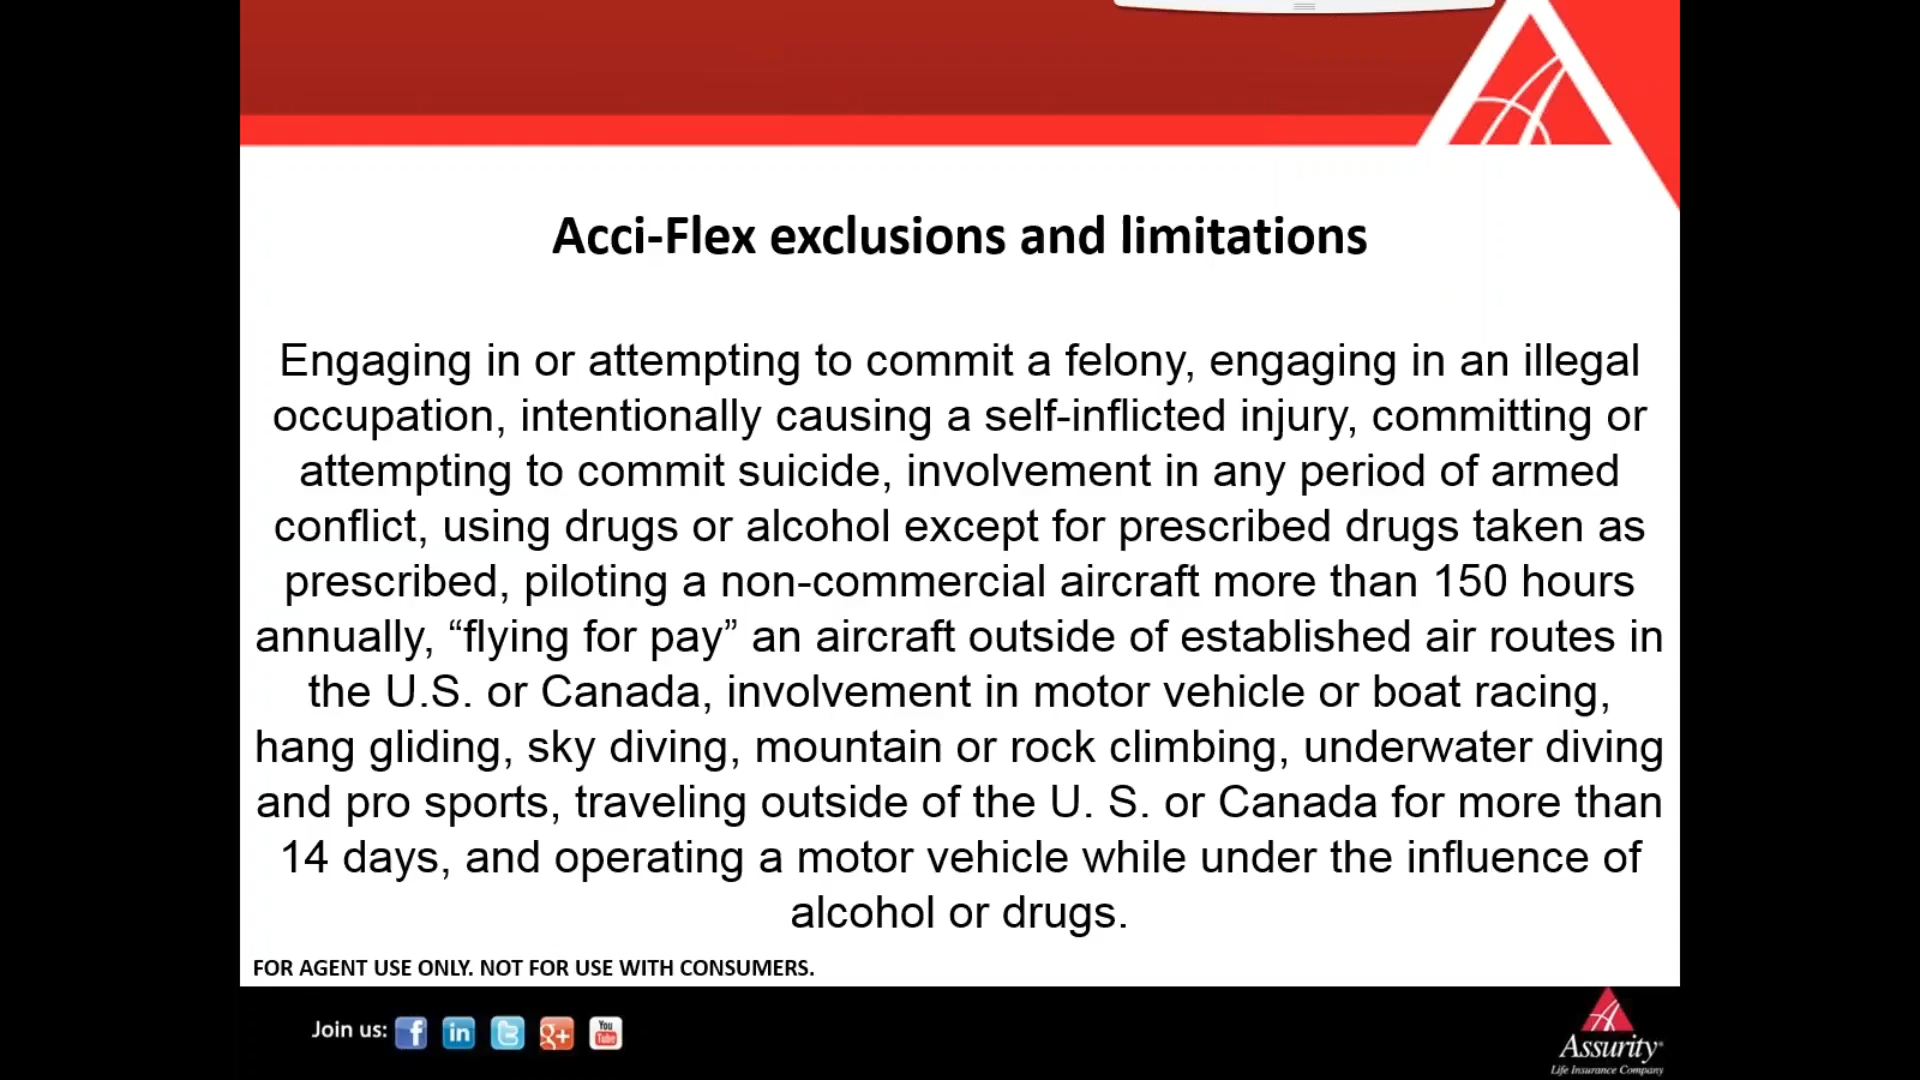 Acci-Flex exclusions and limitations
Engaging in or attempting to commit a felony, engaging in an illegal
occupation, intentionally causing a self-inflicted injury, committing or
attempting to commit suicide, involvement in any period of armed
conflict, using drugs or alcohol except for prescribed drugs taken as
prescribed, piloting a non-commercial aircraft more than 150 hours
annually, “flying for pay” an aircraft outside of established air routes in
the U.S. or Canada, involvement in motor vehicle or boat racing,
hang gliding, sky diving, mountain or rock climbing, underwater diving
and pro sports, traveling outside of the U. S. or Canada for more than
14 days, and operating a motor vehicle while under the influence of
alcohol or drugs.
FOR AGENT USE ONLY. NOT FOR USE WITH CONSUMERS.
Join us: f in t g+ You Tube
Assurity®
Life Insurance Company